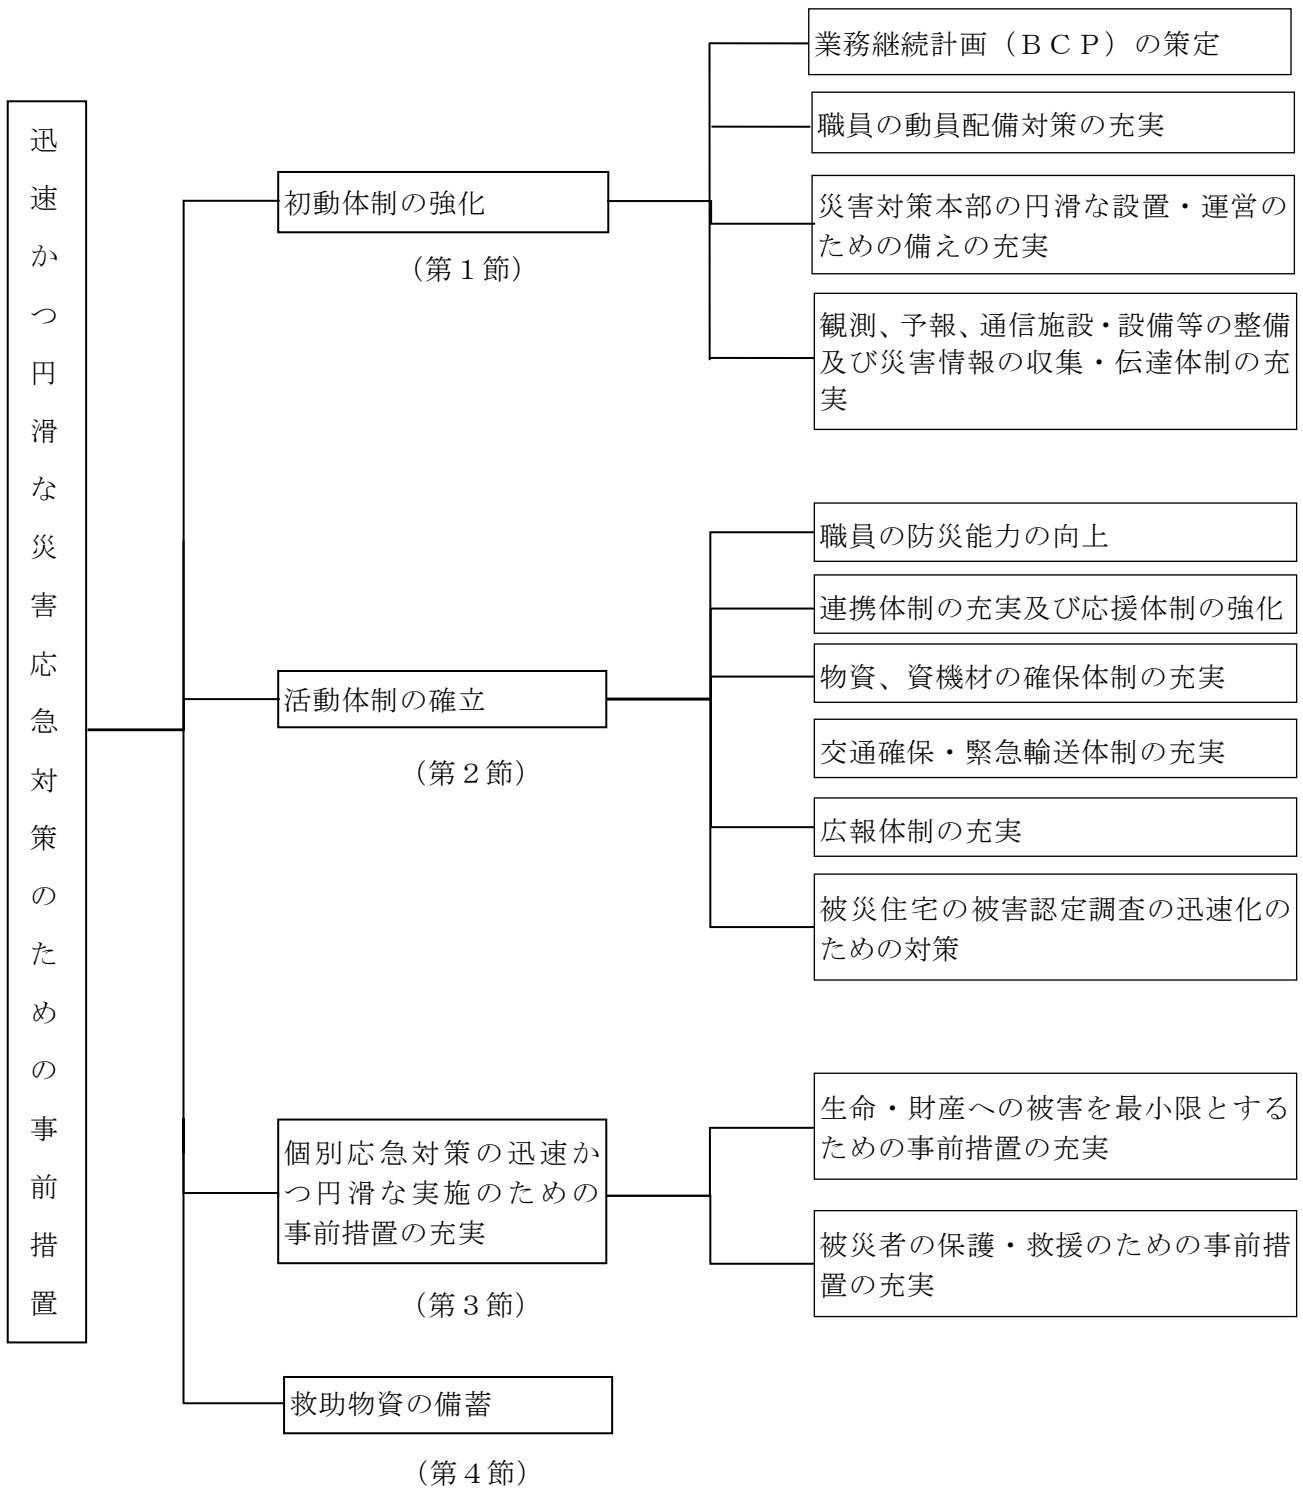 迅速かつ円滑な災害応急対策のための事前措置
初動体制の強化
（第１節）
業務継続計画（ＢＣＰ）の策定
職員の動員配備対策の充実
災害対策本部の円滑な設置・運営の
ための備えの充実
観測、予報、通信施設・設備等の整備
及び災害情報の収集・伝達体制の充
実
活動体制の確立
（第２節）
職員の防災能力の向上
連携体制の充実及び応援体制の強化
物資、資機材の確保体制の充実
交通確保・緊急輸送体制の充実
広報体制の充実
被災住宅の被害認定調査の迅速化の
ための対策
個別応急対策の迅速か
つ円滑な実施のための
事前措置の充実
（第３節）
生命・財産への被害を最小限とする
ための事前措置の充実
被災者の保護・救援のための事前措
置の充実
救助物資の備蓄
（第４節）